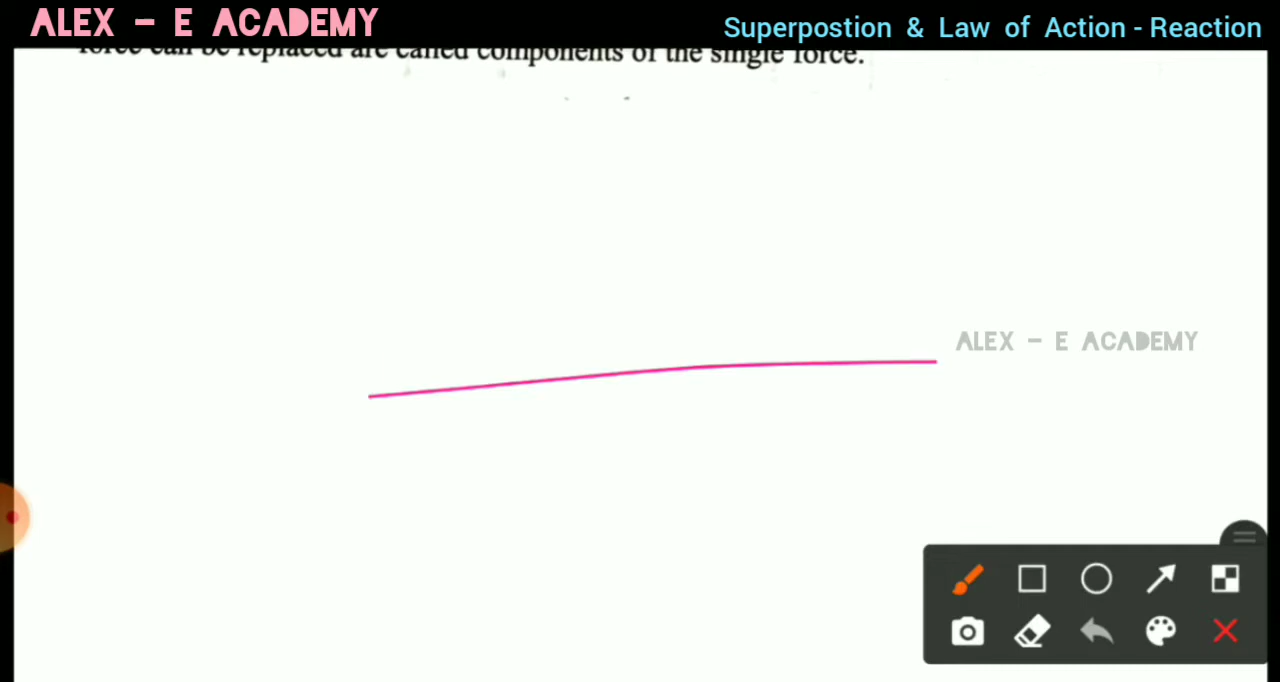 ALEX - E ACADEMY
Superpostion & Law of Action - Reaction
force can be replaced are called components of the single force.
ALEX - E ACADEMY